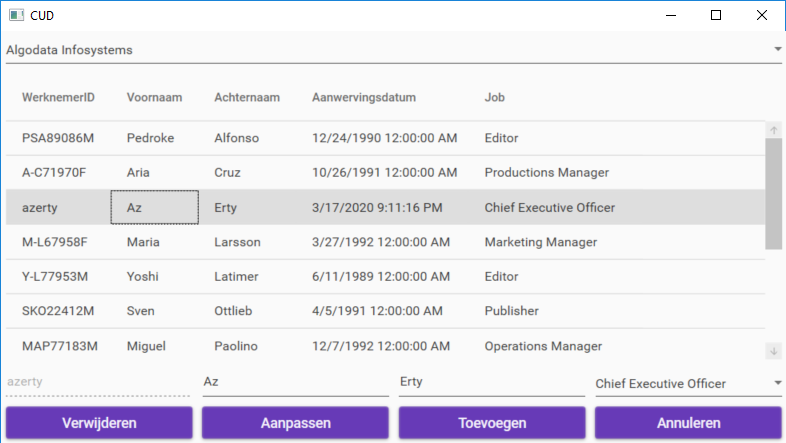 CUD
Algodata Infosystems
WerknemerID Voornaam Achternaam Aanwervingsdatum Job
PSA89086M Pedroke Alfonso 12/24/1990 12:00:00 AM Editor
A-C71970F Aria Cruz 10/26/1991 12:00:00 AM Productions Manager
azerty Az Erty 3/17/2020 9:11:16 PM Chief Executive Officer
M-L67958F Maria Larsson 3/27/1992 12:00:00 AM Marketing Manager
Y-L77953M Yoshi Latimer 6/11/1989 12:00:00 AM Editor
SKO22412M Sven Ottlieb 4/5/1991 12:00:00 AM Publisher
MAP77183M Miguel Paolino 12/7/1992 12:00:00 AM Operations Manager
azerty Az Erty Chief Executive Officer
Verwijderen Aanpassen Toevoegen Annuleren